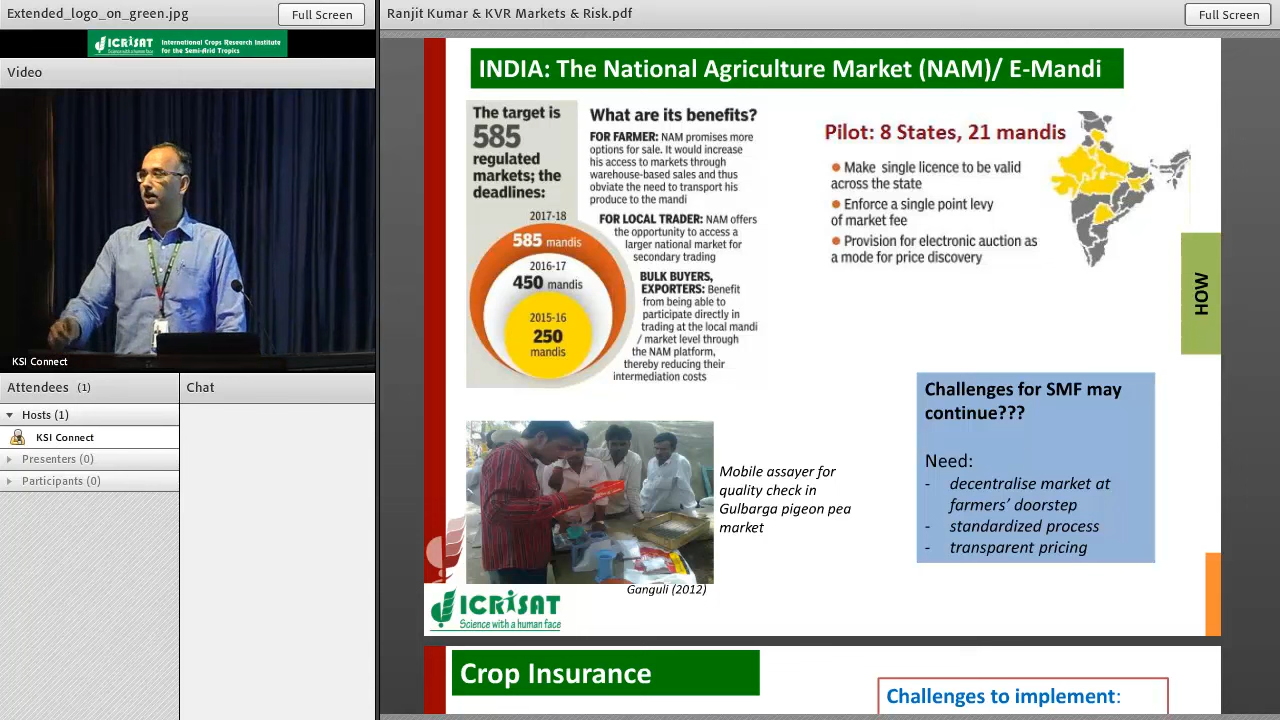 Extended_logo_on_green.jpg
Full Screen
ICRISAT
Science with a human face
International Crops Research Institute
for the Semi-Arid Tropics
Video
KSI Connect
Attendees (1)
Hosts (1)
KSI Connect
Presenters (0)
Participants (0)
Chat
Ranjit Kumar & KVR Markets & Risk.pdf
Full Screen
INDIA: The National Agriculture Market (NAM)/ E-Mandi
The target is
585
regulated
markets; the
deadlines:
2017-18
585 mandis
2016-17
450 mandis
2015-16
250
mandis
What are its benefits?
FOR FARMER: NAM promises more
options for sale. It would increase
his access to markets through
warehouse-based sales and thus
obviate the need to transport his
produce to the mandi
FOR LOCAL TRADER: NAM offers
the opportunity to access a
larger national market for
secondary trading
BULK BUYERS,
EXPORTERS: Benefit
from being able to
participate directly in
trading at the local mandi
/ market level through
the NAM platform,
thereby reducing their
intermediation costs
Pilot: 8 States, 21 mandis
● Make single licence to be valid
across the state
● Enforce a single point levy
of market fee
● Provision for electronic auction as
a mode for price discovery
HOW
Challenges for SMF may
continue???
Need:
- decentralise market at
farmers' doorstep
- standardized process
- transparent pricing
Mobile assayer for
quality check in
Gulbarga pigeon pea
market
Ganguli (2012)
ICRISAT
Science with a human face
Crop Insurance
Challenges to implement: